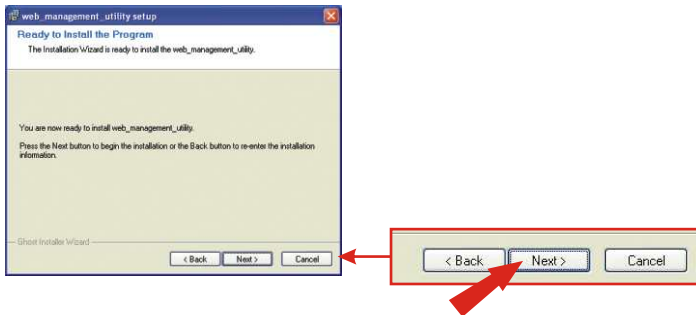 web_management_utility setup
Ready to Install the Program
The Installation Wizard is ready to install the web_management_utility.
You are now ready to install web_management_utility.
Press the Next button to begin the installation or the Back button to re-enter the installation
information.
Ghost Installer Wizard
< Back Next > Cancel
< Back Next > Cancel